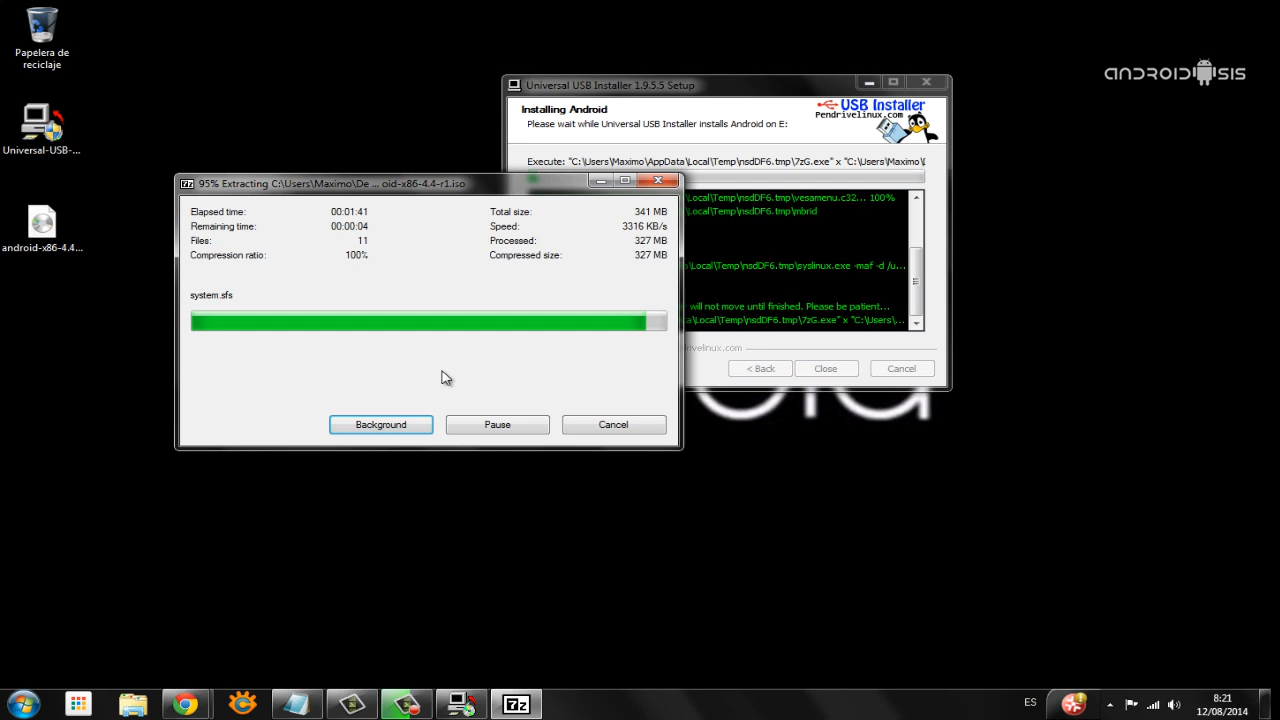 Papelera de
reciclaje
Universal-USB-...
android-x86-4.4...
ANDROIDSIS
Universal USB Installer 1.9.5.5 Setup
Installing Android
Please wait while Universal USB Installer installs Android on E:
USB Installer
Pendrivelinux.com
Execute: "C:\Users\Maximo\AppData\Local\Temp\nsdDF6.tmp\7zG.exe" x "C:\Users\Maximo\
\Local\Temp\nsdDF6.tmp\vesamenu.c32... 100%
\Local\Temp\nsdDF6.tmp\mbrid
\Local\Temp\nsdDF6.tmp\syslinux.exe -maf -d /u...
will not move until finished. Please be patient...
\Local\Temp\nsdDF6.tmp\7zG.exe" x "C:\Users\...
< Back
Close
Cancel
95% Extracting C:\Users\Maximo\De ... oid-x86-4.4-r1.iso
Elapsed time: 00:01:41 Total size: 341 MB
Remaining time: 00:00:04 Speed: 3316 KB/s
Files: 11 Processed: 327 MB
Compression ratio: 100% Compressed size: 327 MB
system.sfs
Background
Pause
Cancel
7z
ES
8:21
12/08/2014